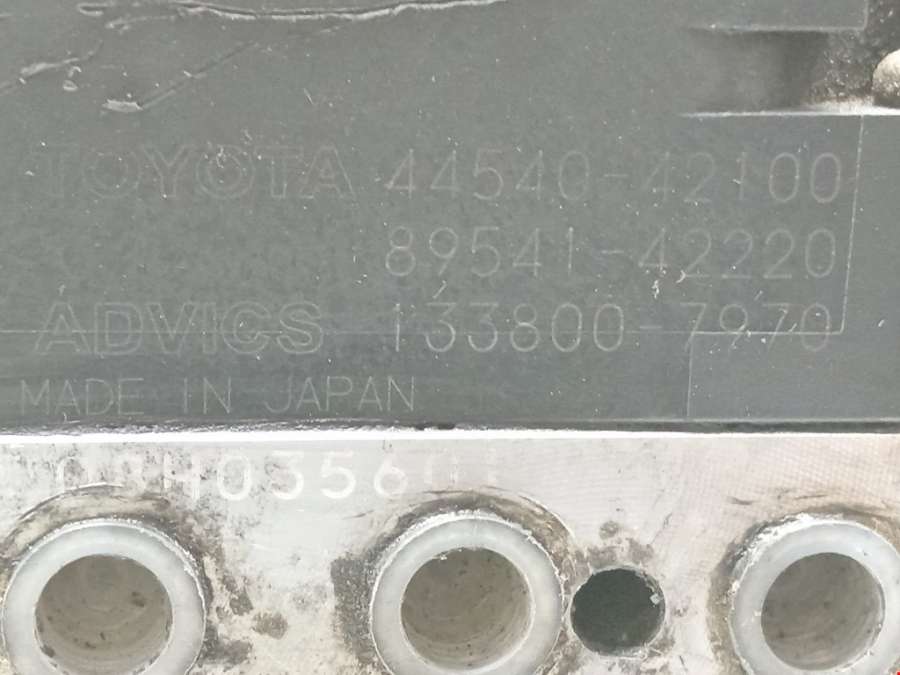 TOYOTA 44540-42100
89541-42220
ADVICS 133800-7970
MADE IN JAPAN